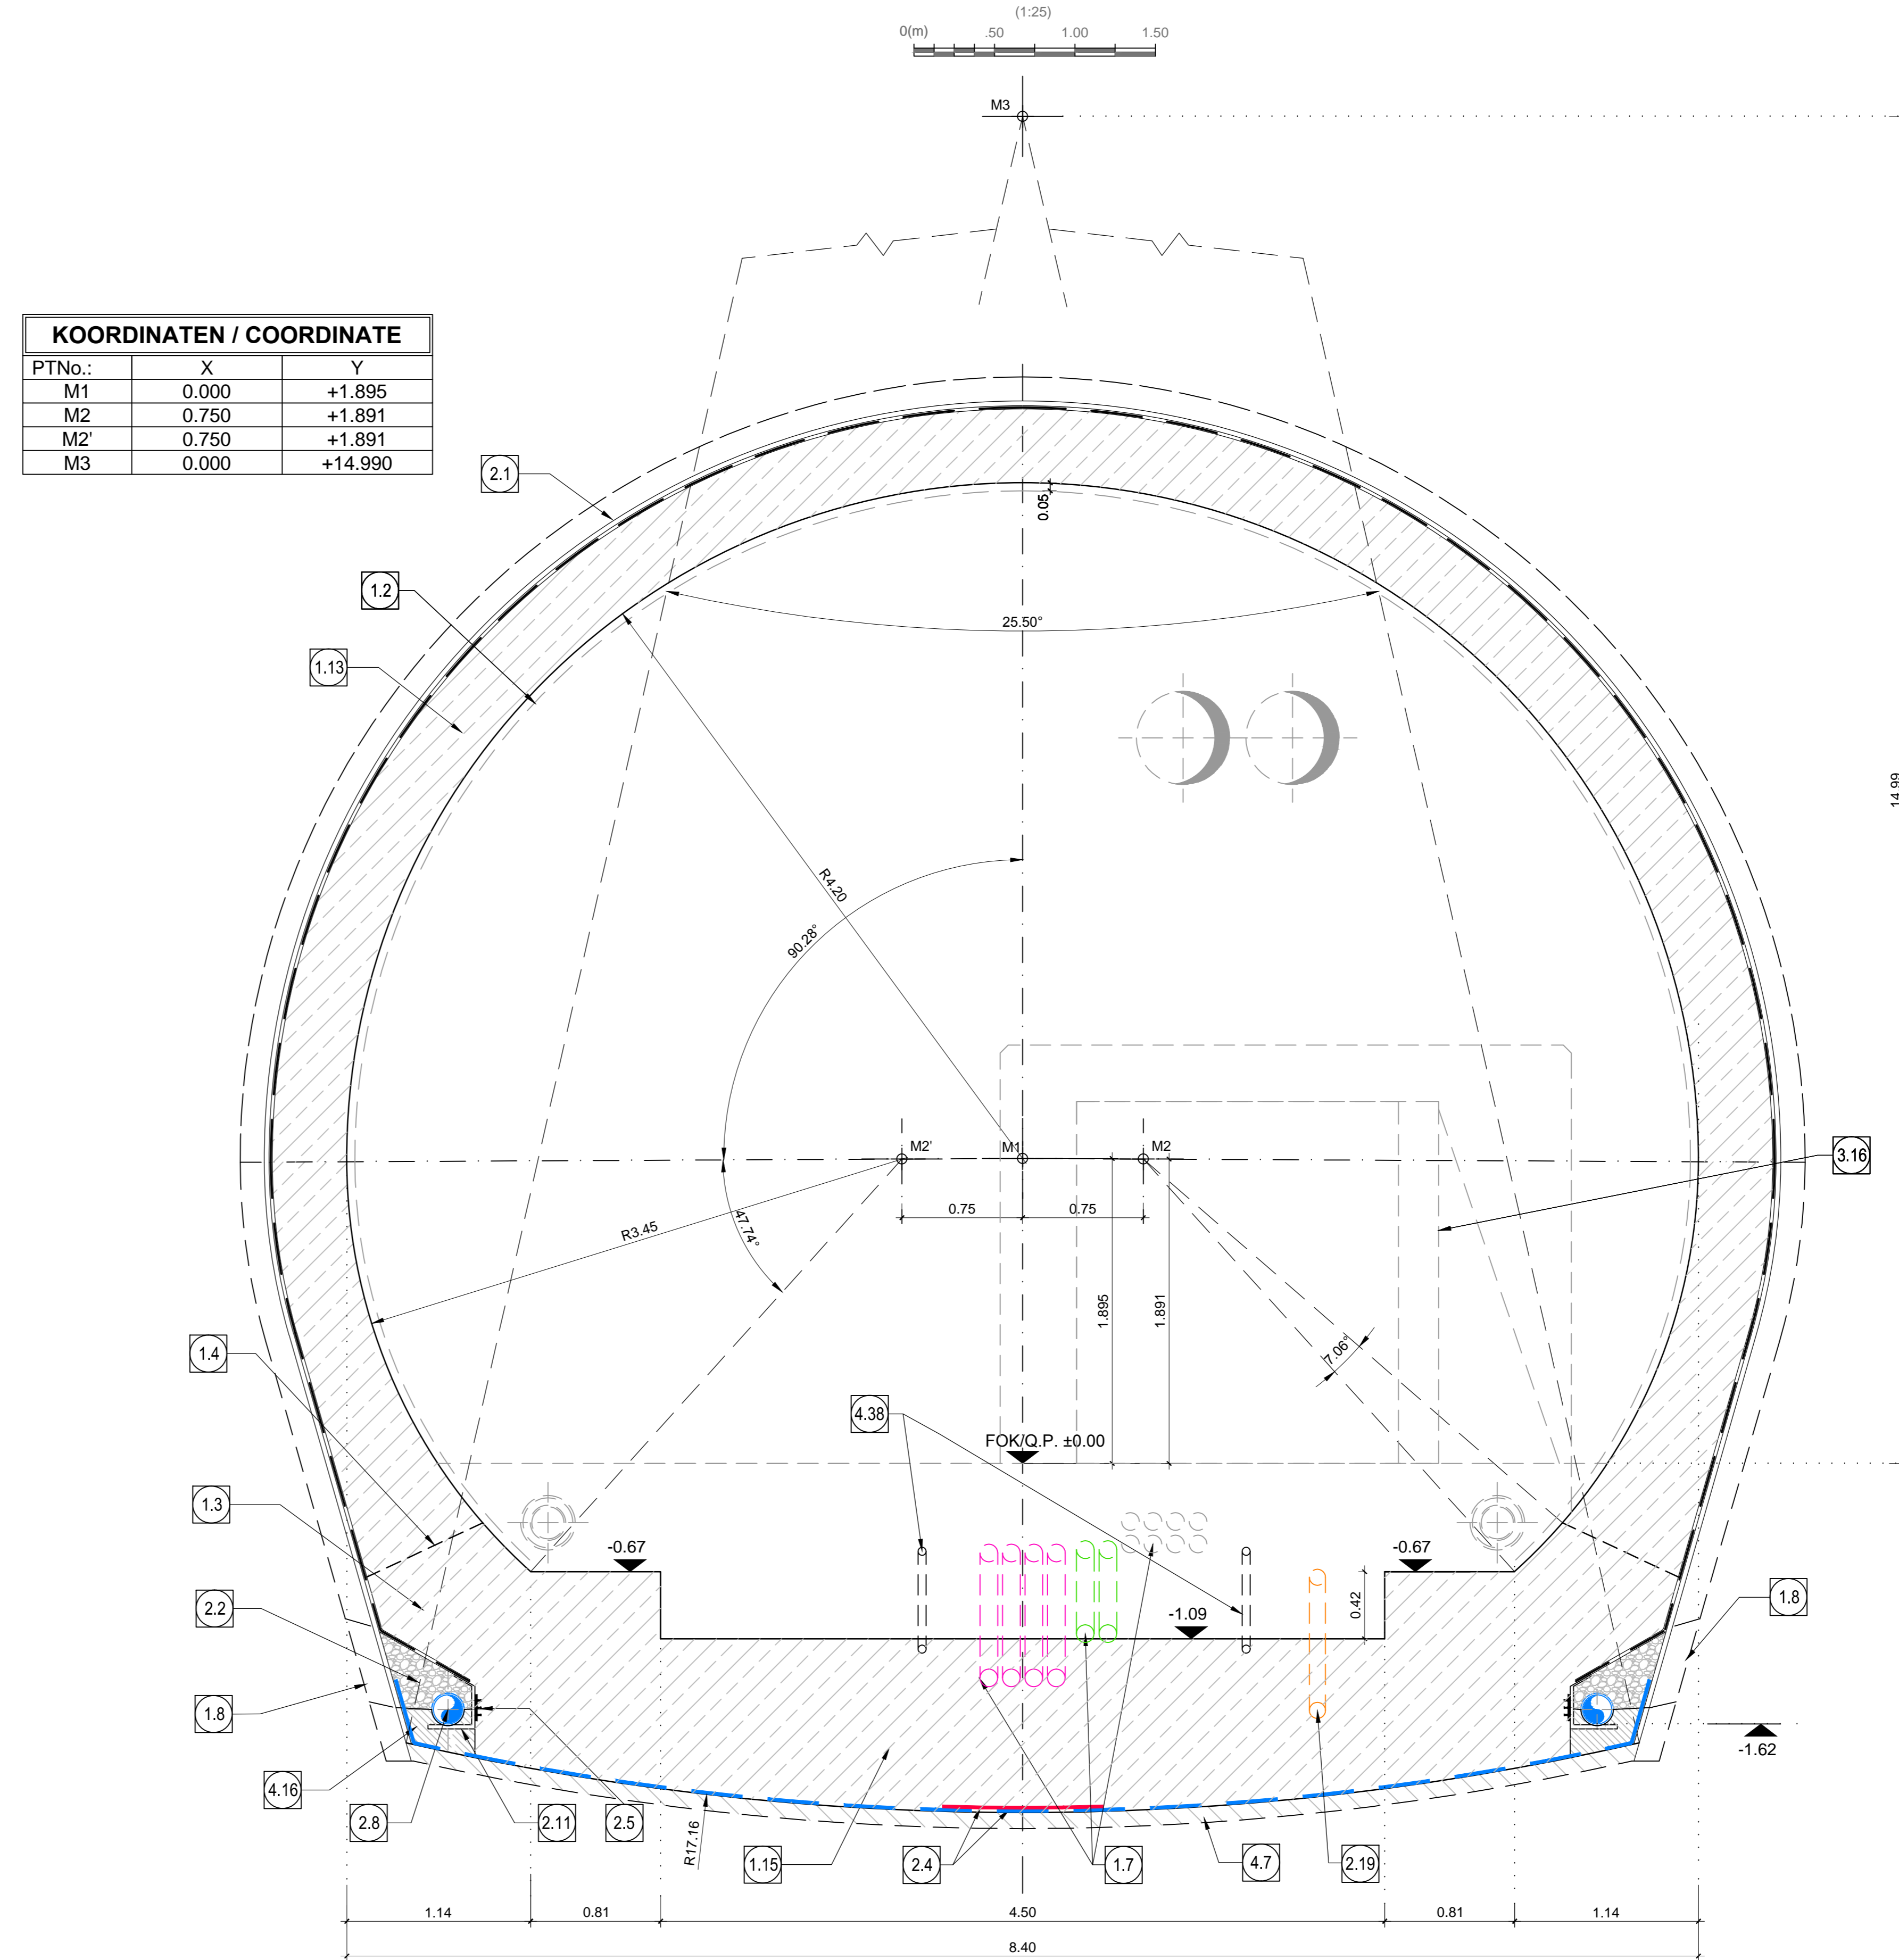 (1:25)
0(m) .50 1.00 1.50
M3
KOORDINATEN / COORDINATE
PTNo.: X Y
M1 0.000 +1.895
M2 0.750 +1.891
M2' 0.750 +1.891
M3 0.000 +14.990
2.1
0.05
1.2
25.50°
1.13
14.99
R4.20
90.28°
M2' M1 M2
3.16
0.75 0.75
R3.45
47.74°
1.895
1.891
7.06°
1.4
4.38
FOK/Q.P. ±0.00
1.3
-0.67 -0.67
0.42
2.2
-1.09
1.8
1.8
-1.62
4.16
2.8
2.11
2.5
R17.16
1.15
2.4
1.7
4.7
2.19
1.14 0.81 4.50 0.81 1.14
8.40